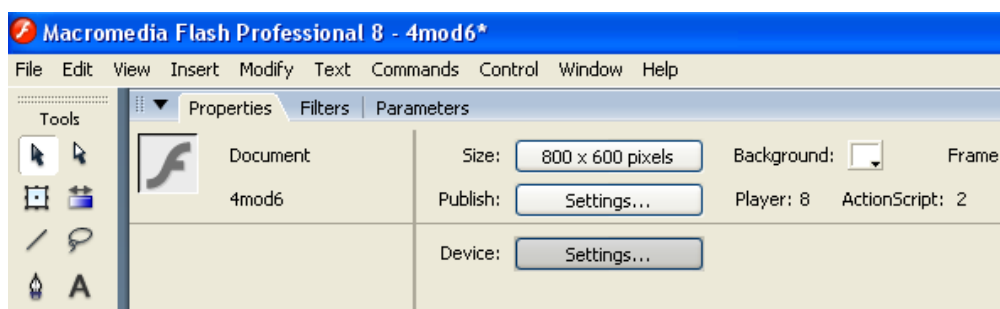 Macromedia Flash Professional 8 - 4mod6*
File Edit View Insert Modify Text Commands Control Window Help
Tools
Properties Filters Parameters
Document Size: 800 x 600 pixels Background: Frame
4mod6 Publish: Settings... Player: 8 ActionScript: 2
Device: Settings...
A